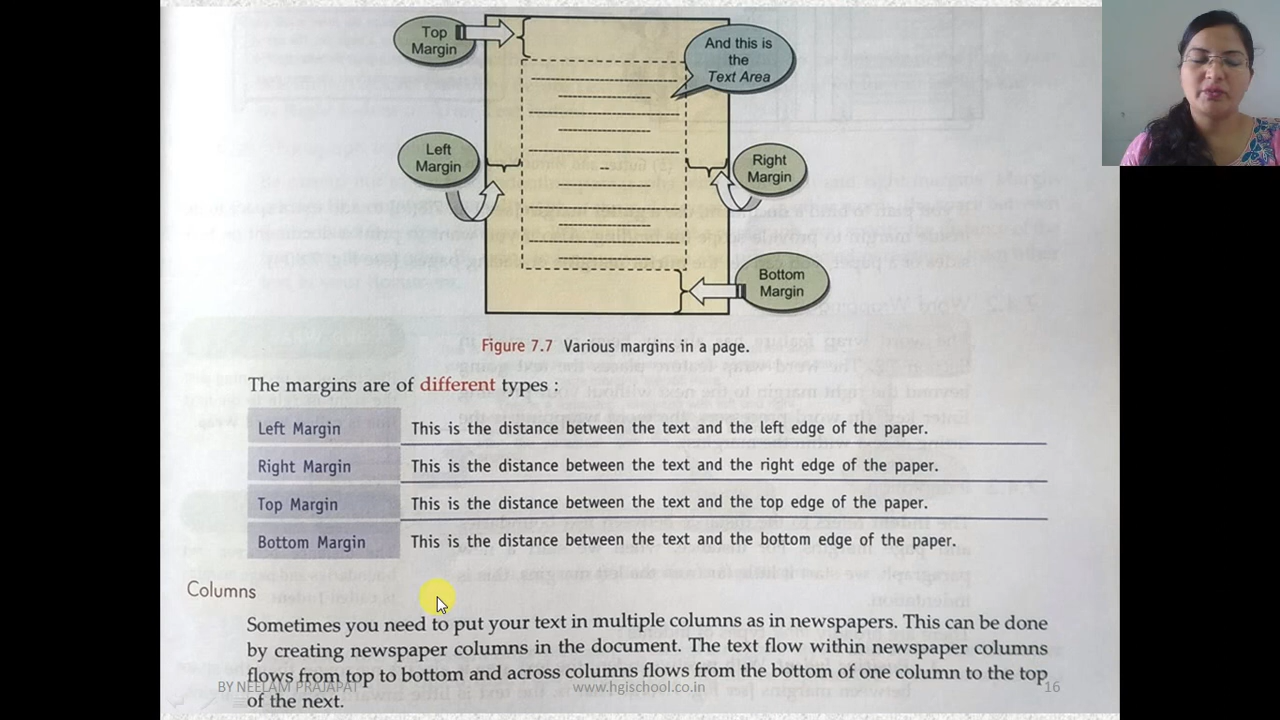 Top
Margin
And this is
the
Text Area
Left
Margin
Right
Margin
Bottom
Margin
Figure 7.7 Various margins in a page.
The margins are of different types :
Left Margin This is the distance between the text and the left edge of the paper.
Right Margin This is the distance between the text and the right edge of the paper.
Top Margin This is the distance between the text and the top edge of the paper.
Bottom Margin This is the distance between the text and the bottom edge of the paper.
Columns
Sometimes you need to put your text in multiple columns as in newspapers. This can be done
by creating newspaper columns in the document. The text flow within newspaper columns
flows from top to bottom and across columns flows from the bottom of one column to the top
of the next.
BY NEELAM PRAJAPAT www.hgischool.co.in 16